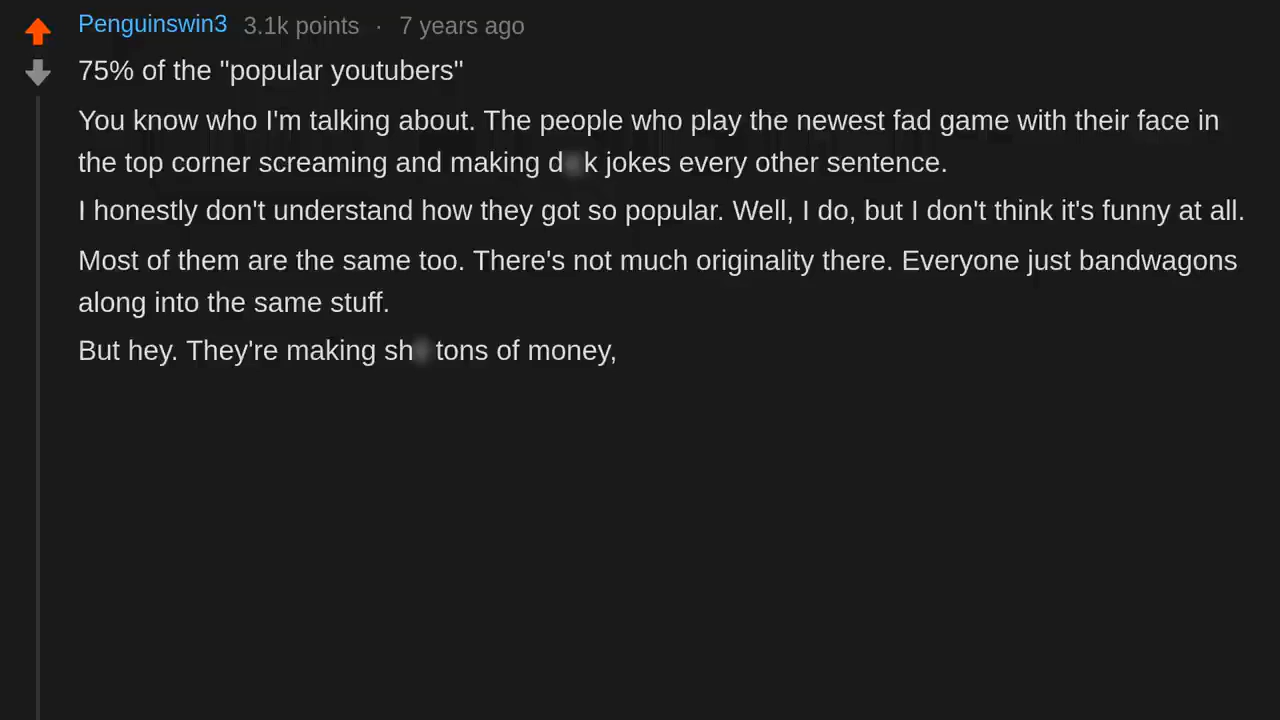 Penguinswin3 3.1k points · 7 years ago
75% of the "popular youtubers"
You know who I'm talking about. The people who play the newest fad game with their face in
the top corner screaming and making d k jokes every other sentence.
I honestly don't understand how they got so popular. Well, I do, but I don't think it's funny at all.
Most of them are the same too. There's not much originality there. Everyone just bandwagons
along into the same stuff.
But hey. They're making sh tons of money,